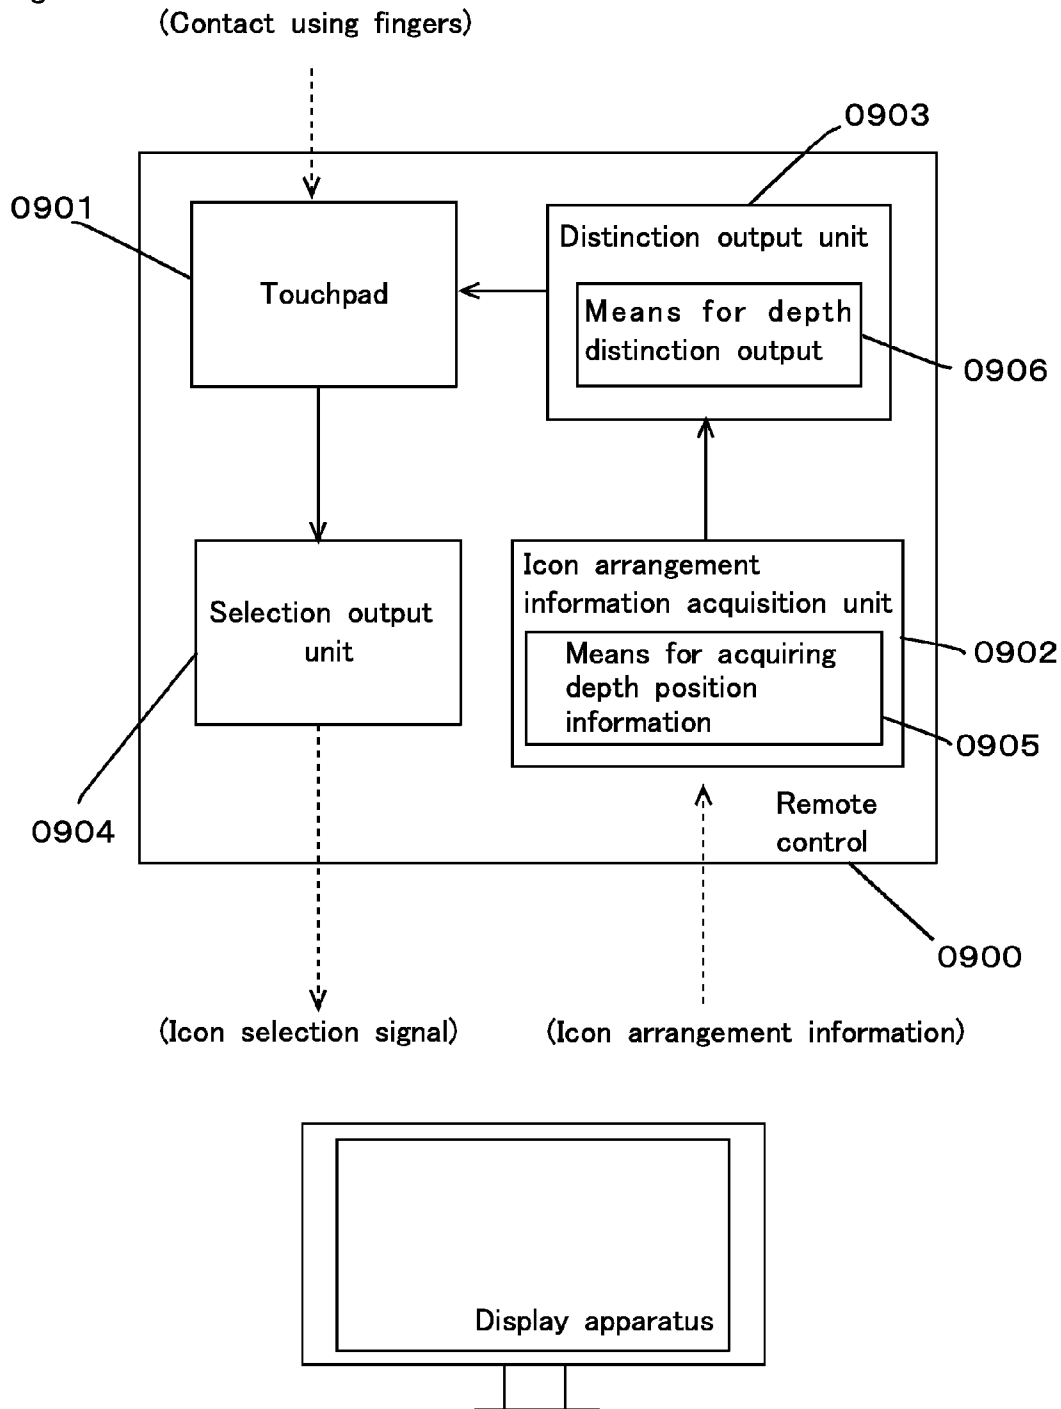 (Contact using fingers)
0903
0901
Distinction output unit
Touchpad
Means for depth
distinction output
0906
Icon arrangement
information acquisition unit
Selection output
unit
0902
Means for acquiring
depth position
information
0905
0904
Remote
control
0900
(Icon selection signal)
(Icon arrangement information)
Display apparatus